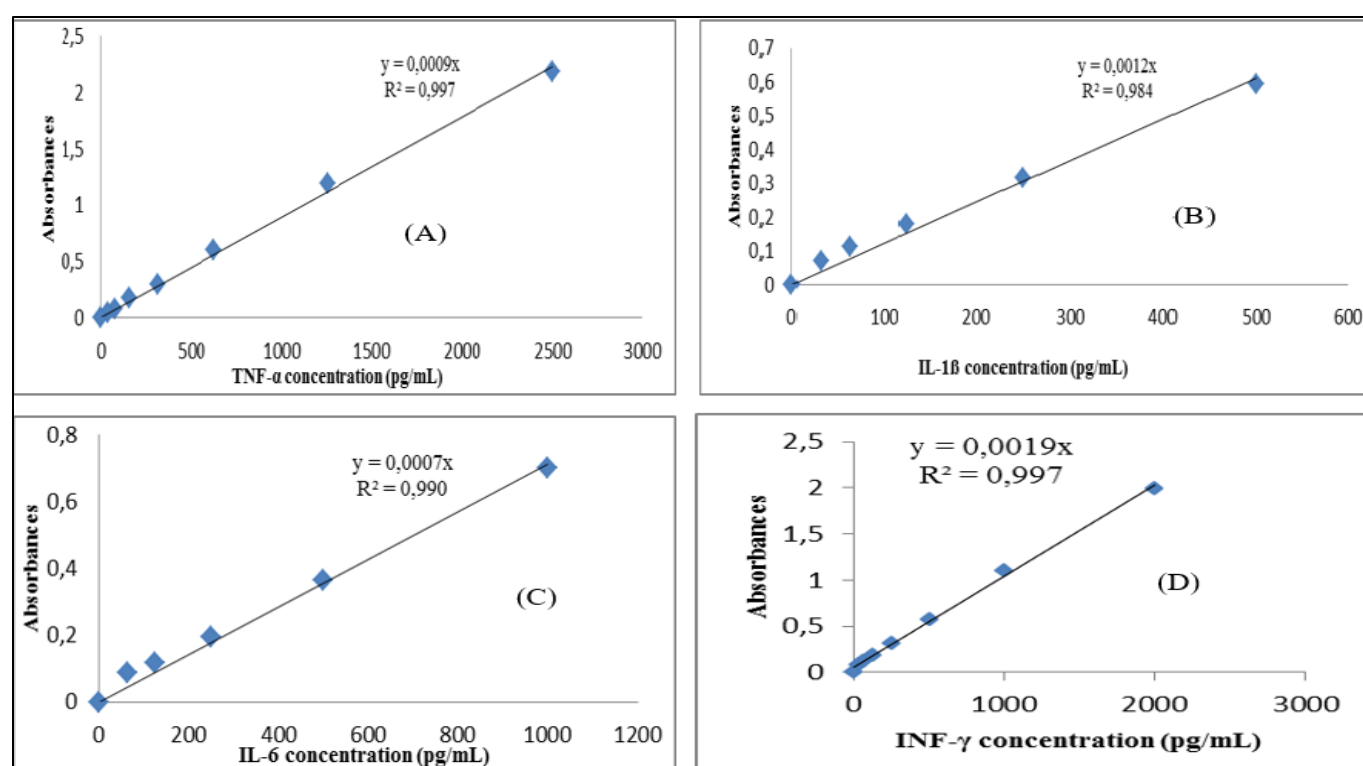 2,5
2
1,5
1
0,5
0
y = 0,0009x
R² = 0,997
(A)
0 500 1000 1500 2000 2500 3000
TNF-α concentration (pg/mL)
Absorbances
0,7
0,6
0,5
0,4
0,3
0,2
0,1
0
y = 0,0012x
R² = 0,984
(B)
0 100 200 300 400 500 600
IL-1ß concentration (pg/mL)
Absorbances
0,8
0,6
0,4
0,2
0
y = 0,0007x
R² = 0,990
(C)
0 200 400 600 800 1000 1200
IL-6 concentration (pg/mL)
Absorbances
2,5
2
1,5
1
0,5
0
y = 0,0019x
R² = 0,997
(D)
0 1000 2000 3000
INF-γ concentration (pg/mL)
Absorbances